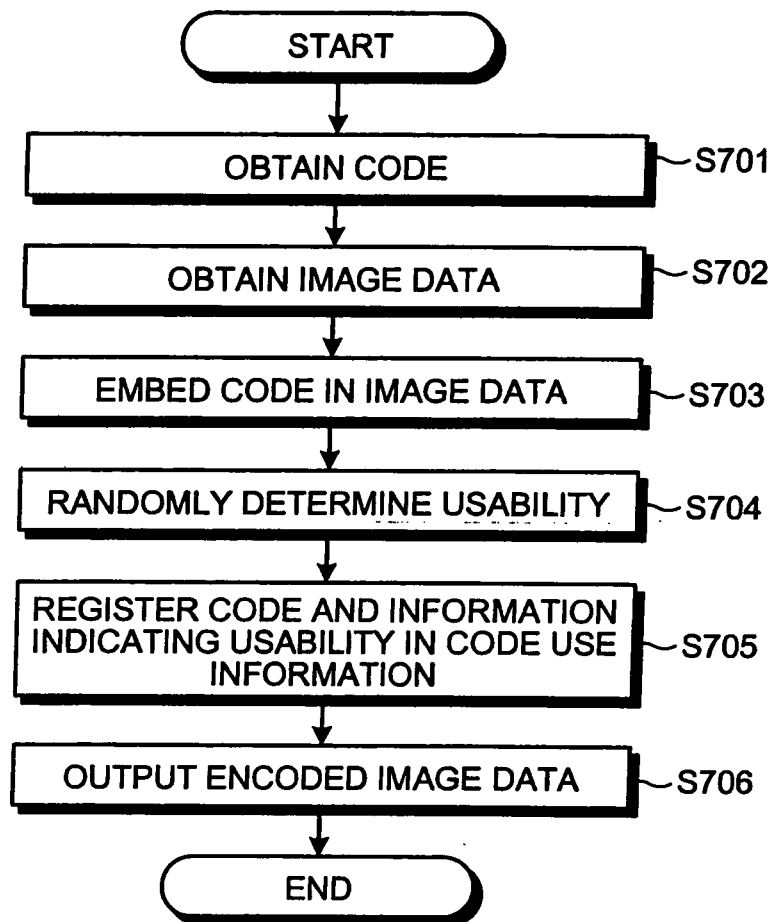 START
OBTAIN CODE
S701
OBTAIN IMAGE DATA
S702
EMBED CODE IN IMAGE DATA
S703
RANDOMLY DETERMINE USABILITY
S704
REGISTER CODE AND INFORMATION
INDICATING USABILITY IN CODE USE
INFORMATION
S705
OUTPUT ENCODED IMAGE DATA
S706
END